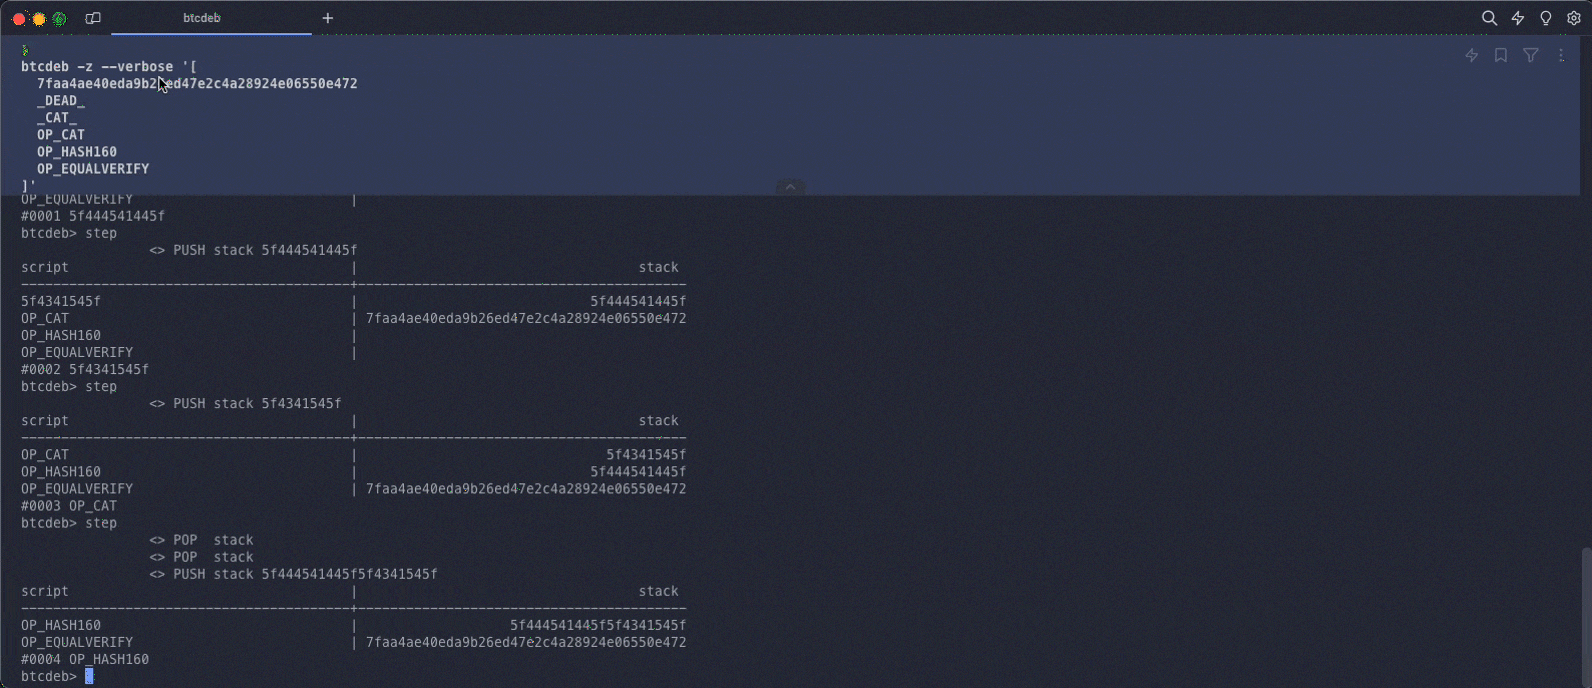 btcdeb
btcdeb -z --verbose '[
7faa4ae40eda9b26ed47e2c4a28924e06550e472
_DEAD_
_CAT_
OP_CAT
OP_HASH160
OP_EQUALVERIFY
]'
OP_EQUALVERIFY |
#0001 5f444541445f
btcdeb> step
<> PUSH stack 5f444541445f
script | stack
-----------------------------------------+-----------------------------------------
5f4341545f | 5f444541445f
OP_CAT | 7faa4ae40eda9b26ed47e2c4a28924e06550e472
OP_HASH160 |
OP_EQUALVERIFY |
#0002 5f4341545f
btcdeb> step
<> PUSH stack 5f4341545f
script | stack
-----------------------------------------+-----------------------------------------
OP_CAT | 5f4341545f
OP_HASH160 | 5f444541445f
OP_EQUALVERIFY | 7faa4ae40eda9b26ed47e2c4a28924e06550e472
#0003 OP_CAT
btcdeb> step
<> POP  stack
<> POP  stack
<> PUSH stack 5f444541445f5f4341545f
script | stack
-----------------------------------------+-----------------------------------------
OP_HASH160 | 5f444541445f5f4341545f
OP_EQUALVERIFY | 7faa4ae40eda9b26ed47e2c4a28924e06550e472
#0004 OP_HASH160
btcdeb>